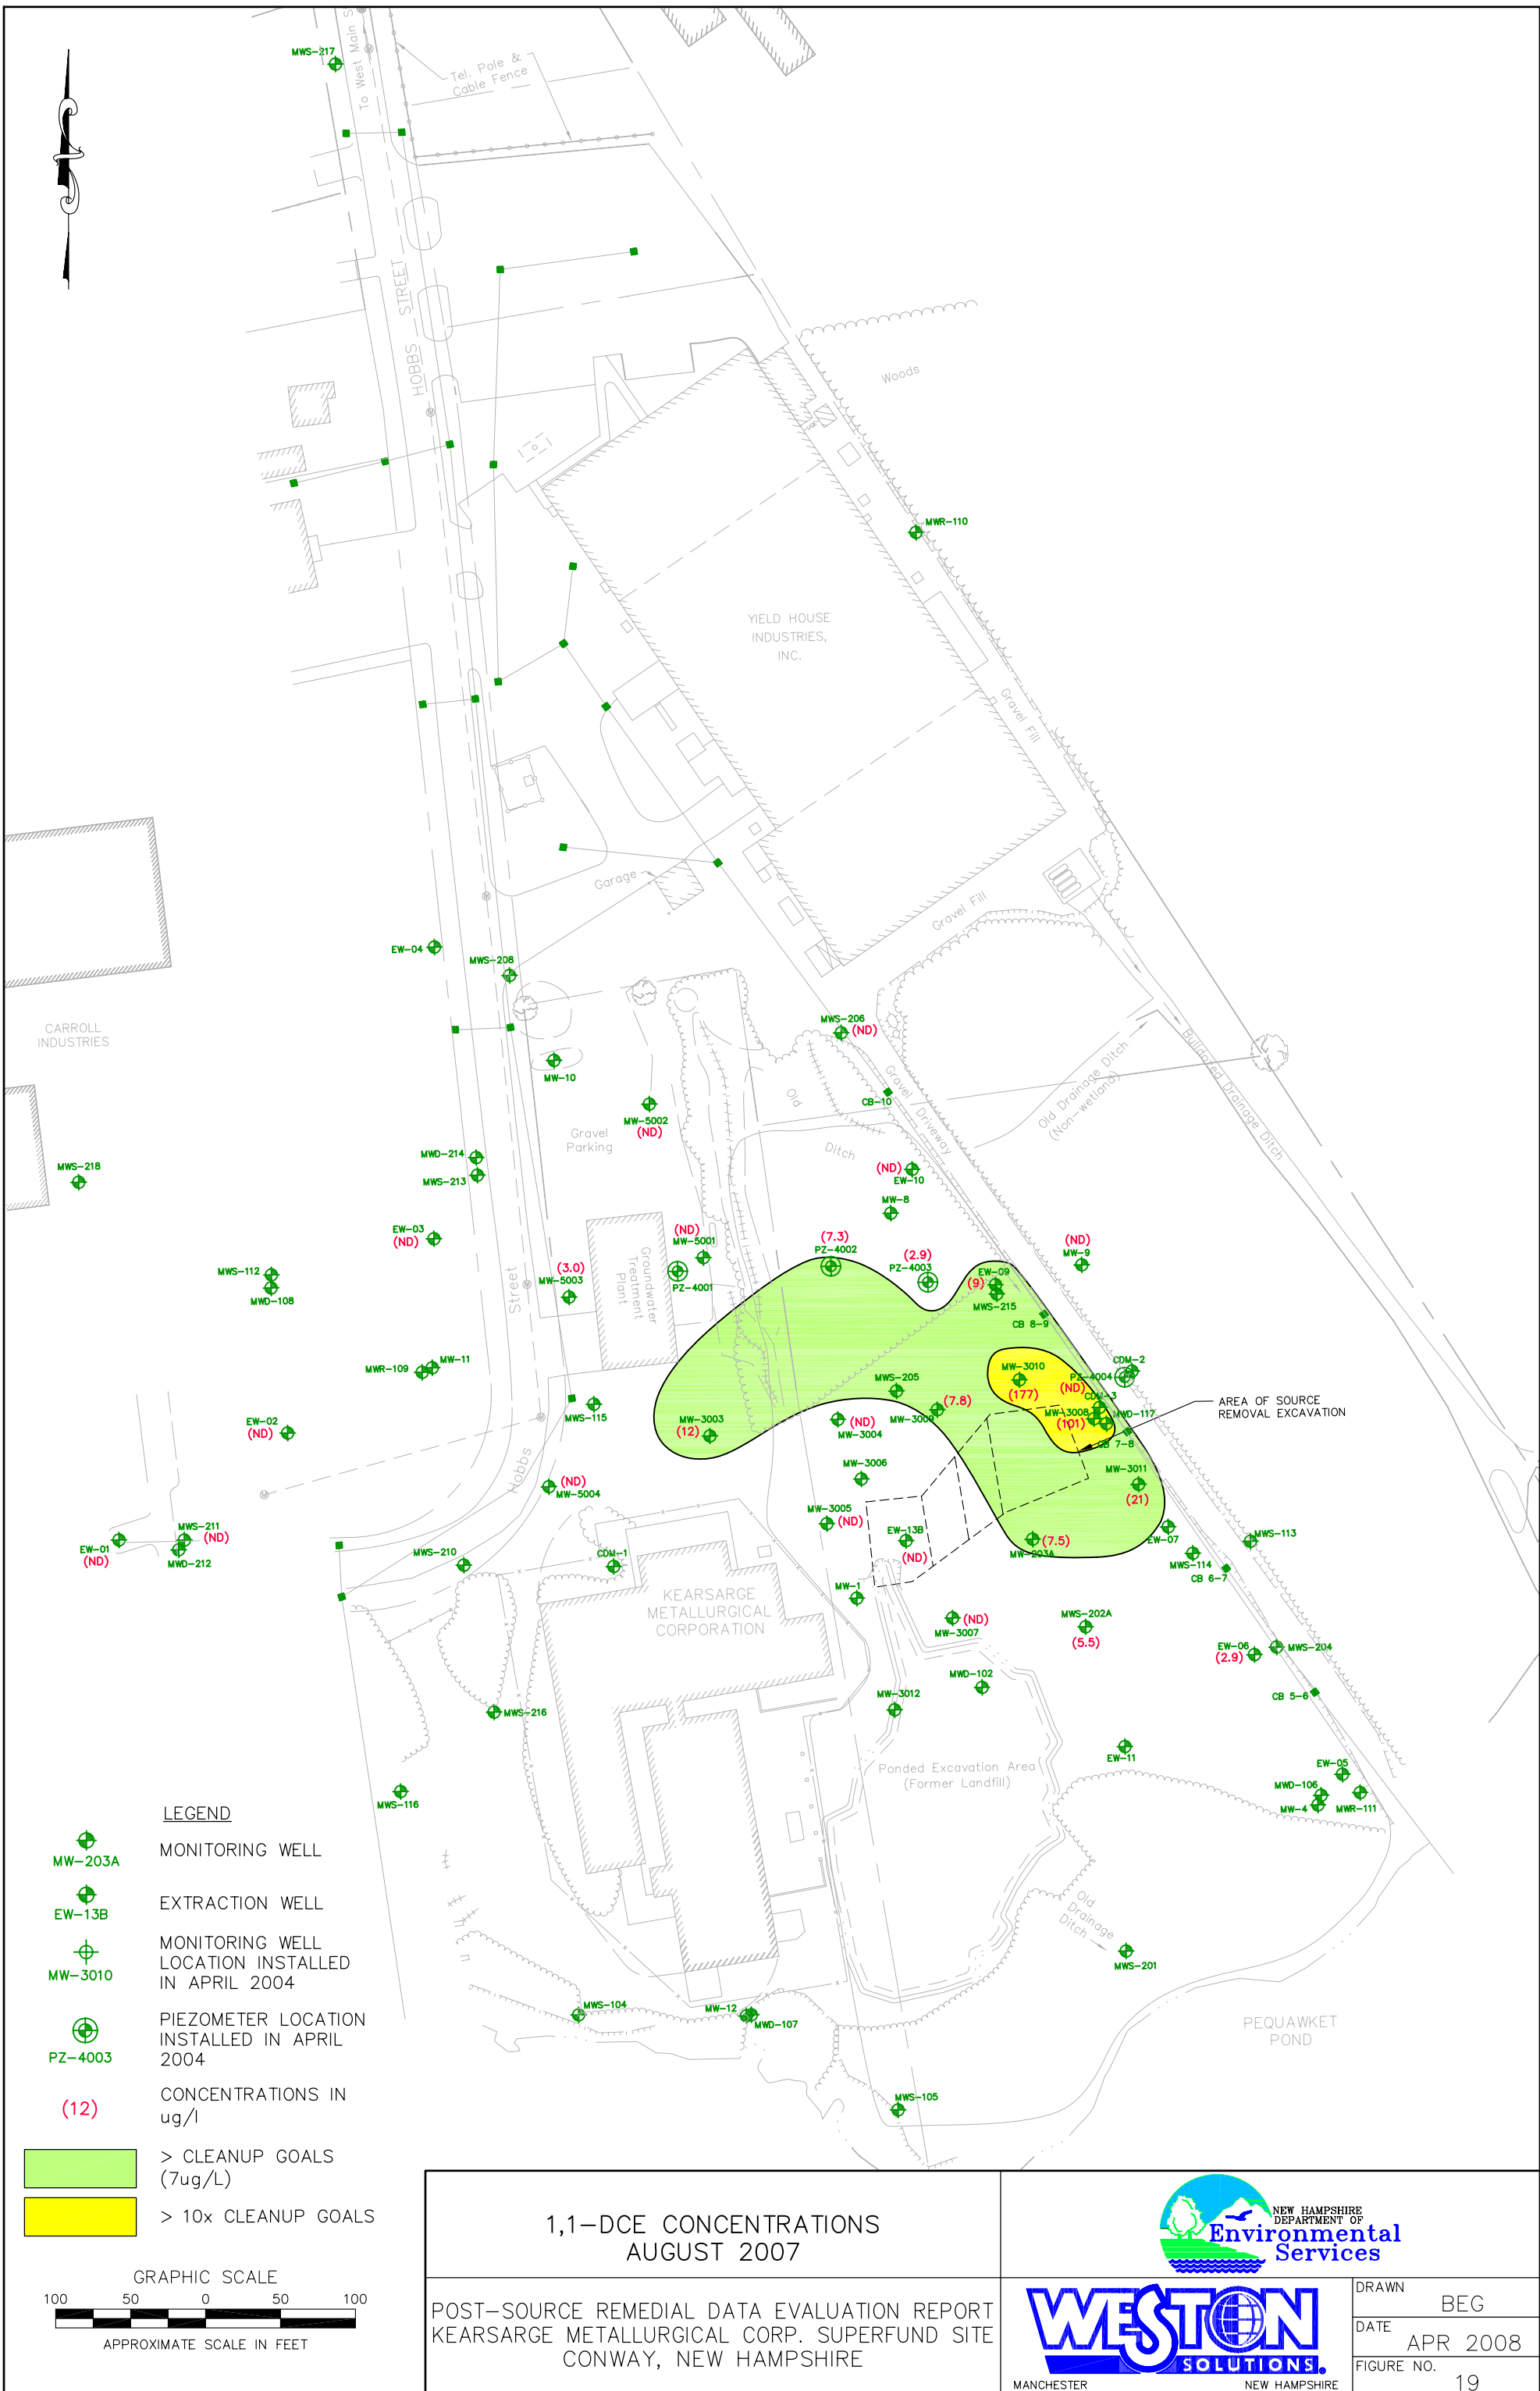 MWS-217
To West Main S
Tel. Pole &
Cable Fence
HOBBS STREET
Woods
MWR-110
YIELD HOUSE
INDUSTRIES,
INC.
Gravel Fill
Garage
Gravel Fill
EW-04
MWS-208
CARROLL
INDUSTRIES
MWS-206
(ND)
MW-10
CB-10
Old Drainage Ditch
(Non-wetland)
Bulldozed Drainage Ditch
Gravel Driveway
Old
Ditch
MW-5002
(ND)
Gravel
Parking
MWD-214
MWS-213
MWS-218
(ND)
EW-10
MW-8
EW-03
(ND)
(ND)
MW-5001
(7.3)
PZ-4002
(2.9)
PZ-4003
(ND)
MW-9
MWS-112
MWD-108
(3.0)
MW-5003
Groundwater
Treatment
Plant
PZ-4001
EW-09
(9)
MWS-215
CB 8-9
Street
MWR-109
MW-11
MWS-205
MW-3010
(177)
CDM-2
PZ-4004
(ND)
CDM-3
AREA OF SOURCE
REMOVAL EXCAVATION
EW-02
(ND)
MWS-115
MW-3003
(12)
(ND)
MW-3004
(7.8)
MW-3009
MW-3008
(101)
MWD-117
CB 7-8
Hobbs
MW-3006
MW-3011
(21)
(ND)
MW-5004
MW-3005
(ND)
EW-01
(ND)
MWS-211
(ND)
MWD-212
MWS-210
CDM-1
EW-13B
(ND)
(7.5)
MW-203A
EW-07
MWS-113
MWS-114
CB 6-7
KEARSARGE
METALLURGICAL
CORPORATION
MW-1
(ND)
MW-3007
MWS-202A
(5.5)
EW-06
(2.9)
MWS-204
MWD-102
CB 5-6
MWS-216
MW-3012
EW-11
Ponded Excavation Area
(Former Landfill)
EW-05
MWD-106
MW-4
MWR-111
MWS-116
Old
Drainage
Ditch
MWS-201
MWS-104
MW-12
MWD-107
PEQUAWKET
POND
MWS-105
LEGEND
MW-203A
MONITORING WELL
EW-13B
EXTRACTION WELL
MW-3010
MONITORING WELL
LOCATION INSTALLED
IN APRIL 2004
PZ-4003
PIEZOMETER LOCATION
INSTALLED IN APRIL
2004
(12)
CONCENTRATIONS IN
ug/l
> CLEANUP GOALS
(7ug/L)
> 10x CLEANUP GOALS
GRAPHIC SCALE
100 50 0 50 100
APPROXIMATE SCALE IN FEET
1,1-DCE CONCENTRATIONS
AUGUST 2007
POST-SOURCE REMEDIAL DATA EVALUATION REPORT
KEARSARGE METALLURGICAL CORP. SUPERFUND SITE
CONWAY, NEW HAMPSHIRE
NEW HAMPSHIRE
DEPARTMENT OF
Environmental
Services
WESTON
SOLUTIONS®
MANCHESTER NEW HAMPSHIRE
DRAWN
BEG
DATE
APR 2008
FIGURE NO.
19